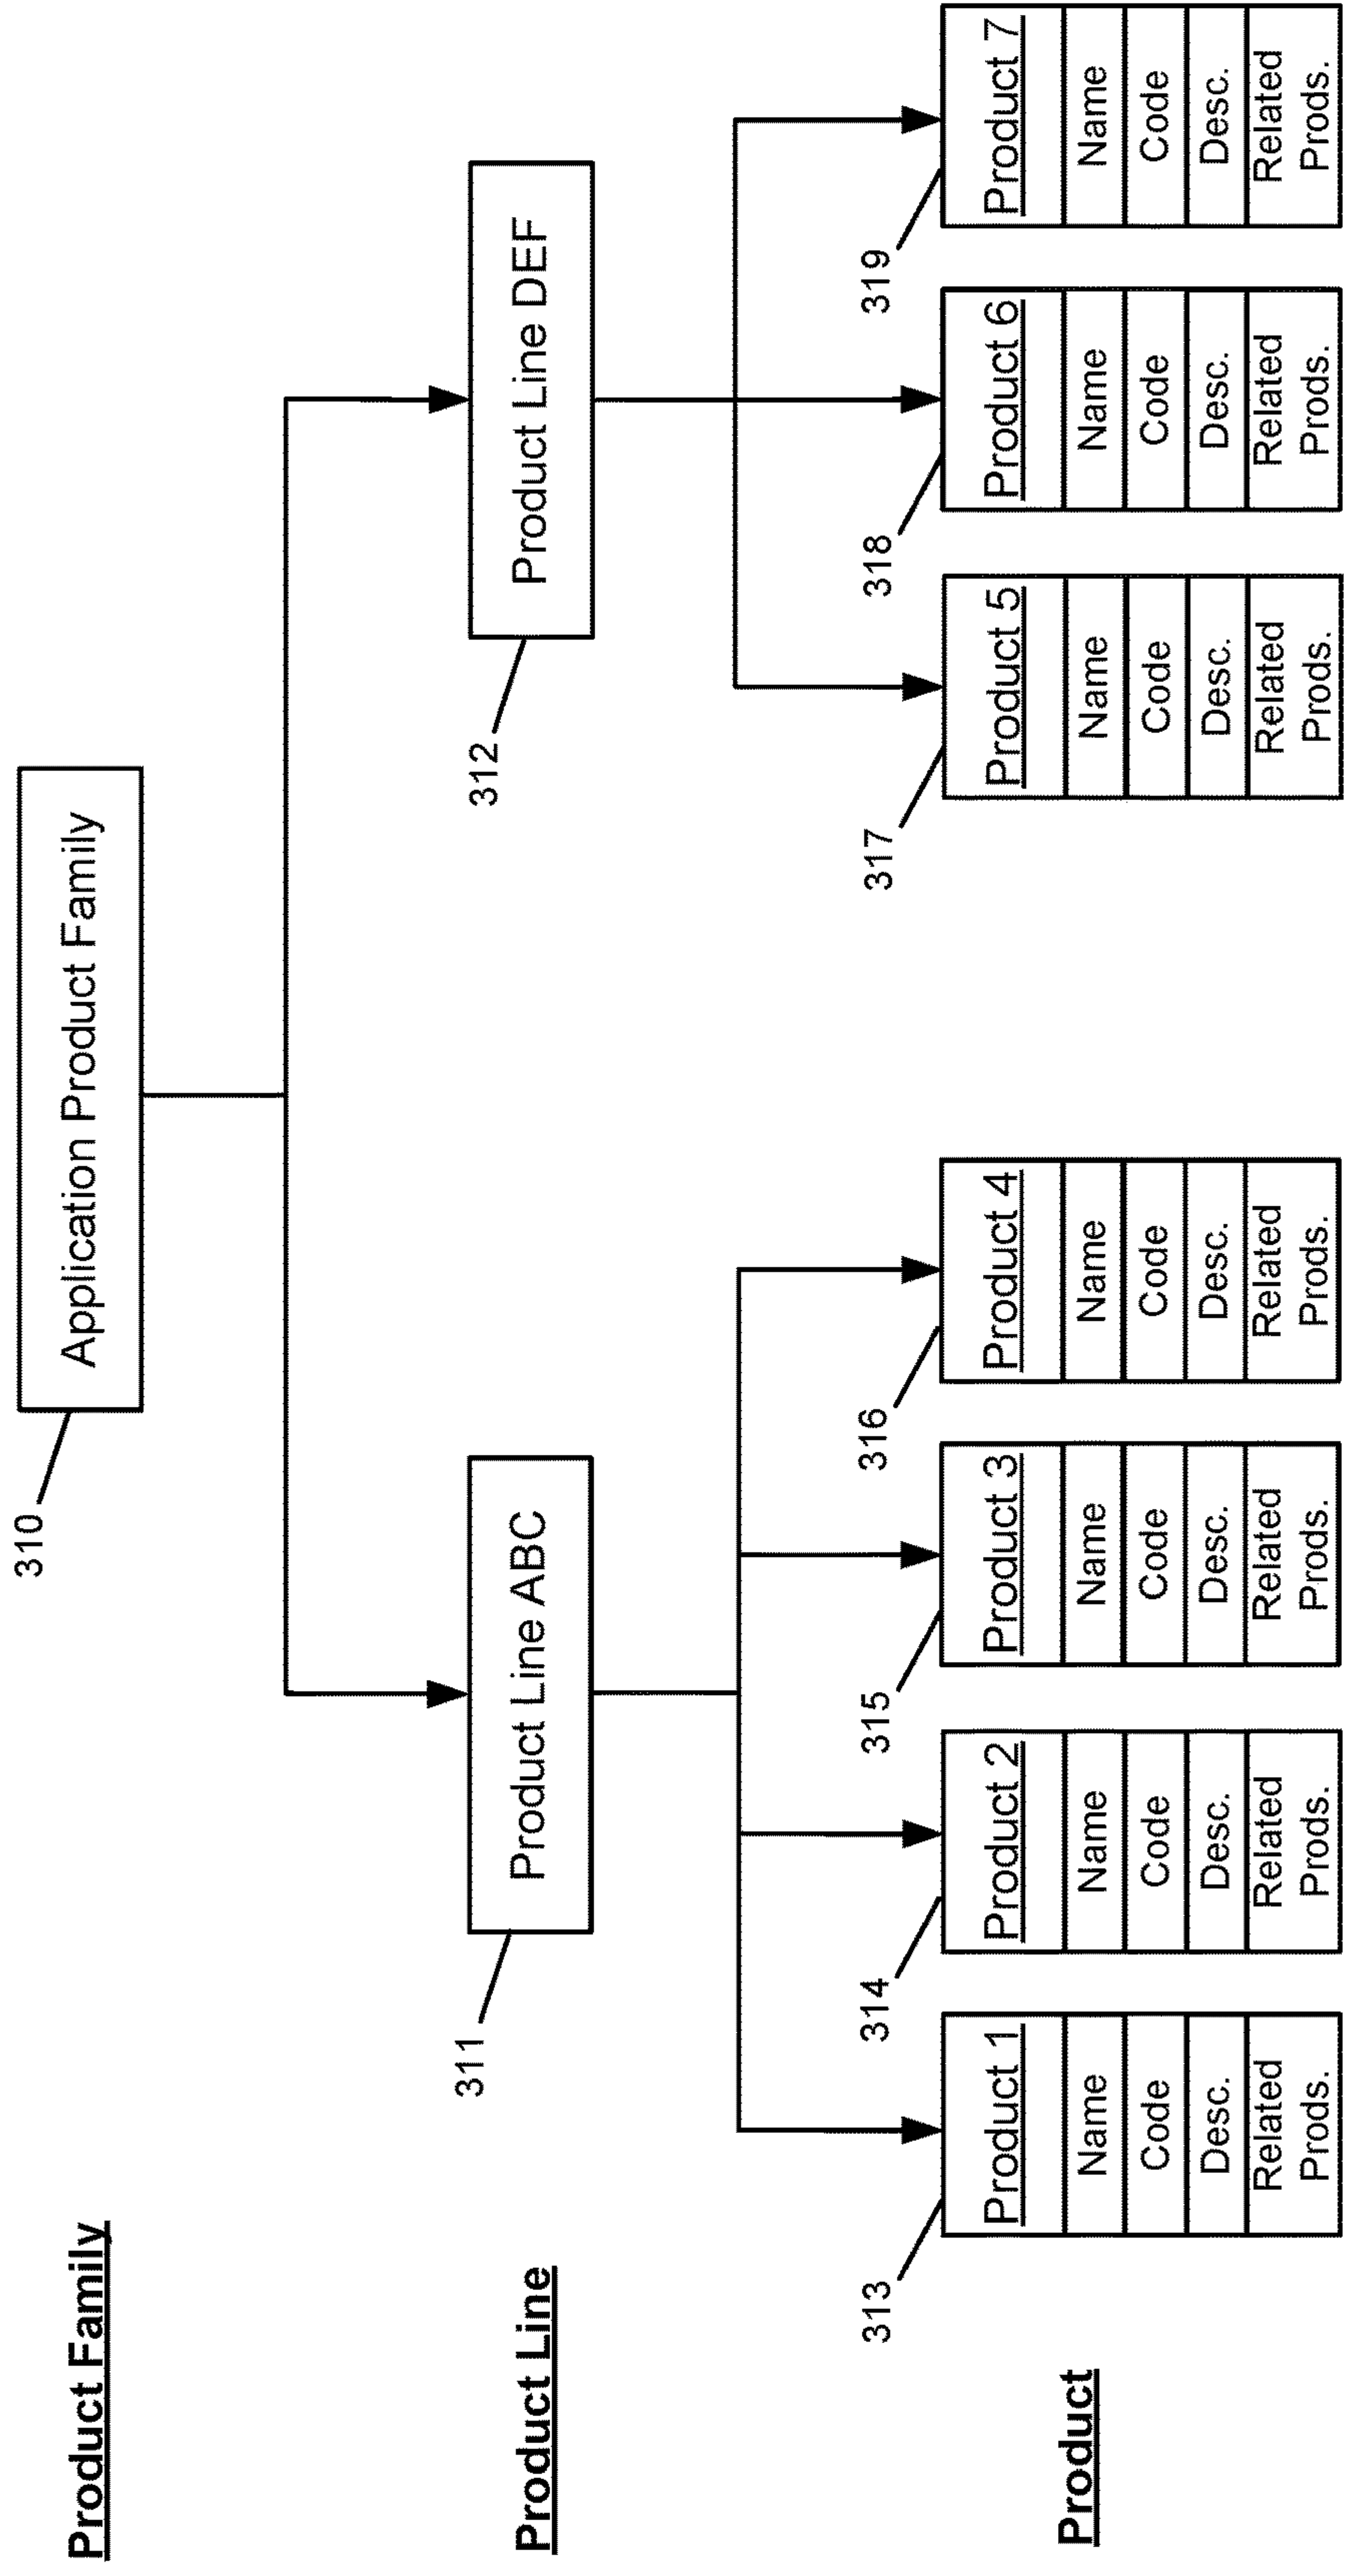 Product Family
Application Product Family
310
Product Line
Product Line ABC
311
Product Line DEF
312
Product
313
Product 1
Name
Code
Desc.
Related
Prods.
314
Product 2
Name
Code
Desc.
Related
Prods.
315
Product 3
Name
Code
Desc.
Related
Prods.
316
Product 4
Name
Code
Desc.
Related
Prods.
317
Product 5
Name
Code
Desc.
Related
Prods.
318
Product 6
Name
Code
Desc.
Related
Prods.
319
Product 7
Name
Code
Desc.
Related
Prods.